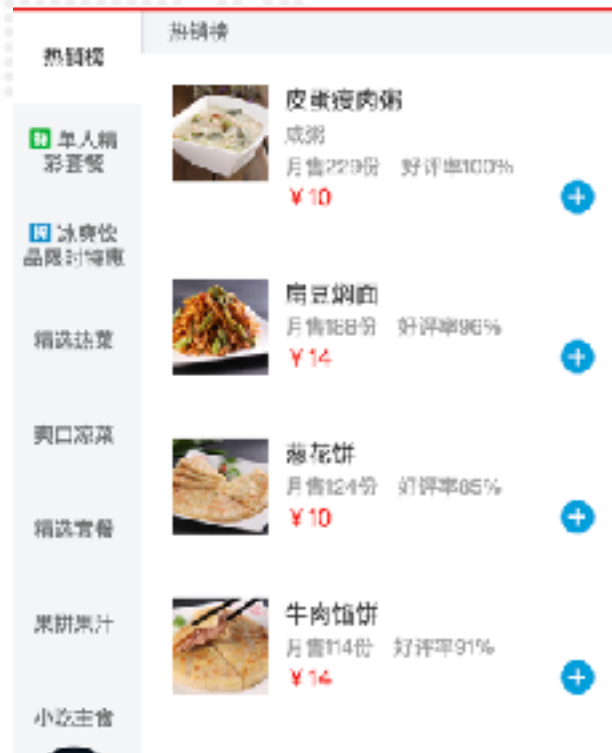 热销榜
热销榜
单人精
彩套餐
冰爽饮
品限时特惠
精选热菜
爽口凉菜
精选套餐
果拼果汁
小吃主食
皮蛋瘦肉粥
咸粥
月售229份 好评率100%
￥10
扁豆焖面
月售168份 好评率96%
￥14
葱花饼
月售124份 好评率85%
￥10
牛肉馅饼
月售114份 好评率91%
￥14